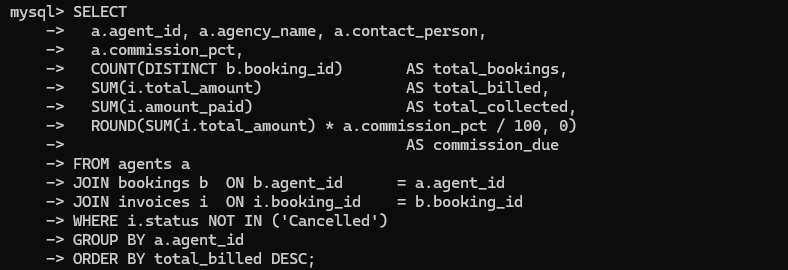 mysql> SELECT
    ->   a.agent_id, a.agency_name, a.contact_person,
    ->   a.commission_pct,
    ->   COUNT(DISTINCT b.booking_id)       AS total_bookings,
    ->   SUM(i.total_amount)                AS total_billed,
    ->   SUM(i.amount_paid)                 AS total_collected,
    ->   ROUND(SUM(i.total_amount) * a.commission_pct / 100, 0)
    ->                                      AS commission_due
    -> FROM agents a
    -> JOIN bookings b  ON b.agent_id      = a.agent_id
    -> JOIN invoices i  ON i.booking_id    = b.booking_id
    -> WHERE i.status NOT IN ('Cancelled')
    -> GROUP BY a.agent_id
    -> ORDER BY total_billed DESC;